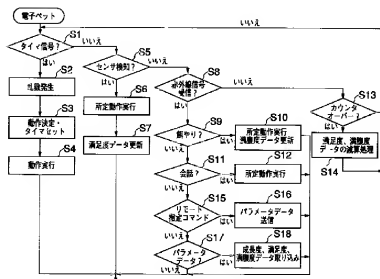 電子ペット
S1
タイマ信号?
いいえ
はい
S2
乱数発生
S3
動作決定・
タイマセット
S4
動作実行
S5
センサ検知?
いいえ
はい
S6
所定動作実行
S7
満足度データ更新
S8
赤外線信号
受信?
いいえ
はい
S9
餌やり?
はい
いいえ
S10
所定動作実行
満腹度データ更新
S11
会話?
はい
いいえ
S12
所定動作実行
S15
リモート
指定コマンド
はい
いいえ
S16
パラメータデータ
送信
S17
パラメータ
データ?
はい
いいえ
S18
成長度、満足度、
満腹度データ取り込み
S13
カウンタ
オーバー?
いいえ
はい
満足度、満腹度
データの減算処理
S14